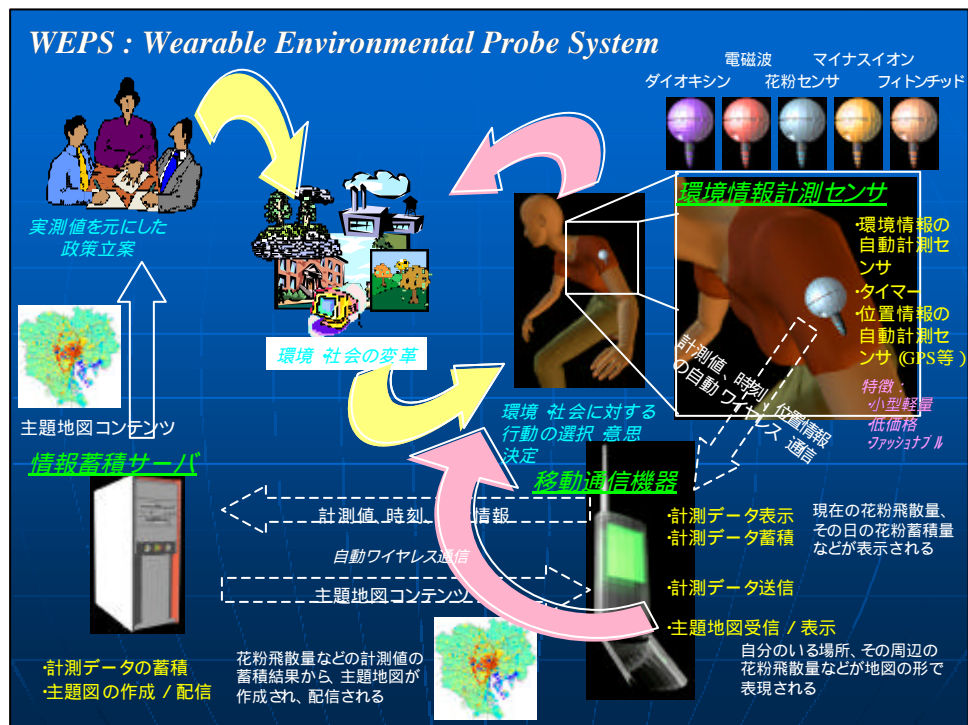 WEPS : Wearable Environmental Probe System
電磁波
マイナスイオン
ダイオキシン
花粉センサ
フィトンチッド
環境情報計測センサ
・環境情報の
自動計測セ
ンサ
・タイマー
・位置情報の
自動計測セ
ンサ(GPS等)
特徴:
・小型軽量
・低価格
・ファッショナブル
計測値、時刻、位置情報
の自動ワイヤレス通信
実測値を元にした
政策立案
環境・社会の変革
環境・社会に対する
行動の選択・意思
決定
主題地図コンテンツ
情報蓄積サーバ
移動通信機器
計測値、時刻、
情報
自動ワイヤレス通信
主題地図コンテンツ
・計測データ表示
・計測データ蓄積
・計測データ送信
・主題地図受信/表示
現在の花粉飛散量、
その日の花粉蓄積量
などが表示される
自分のいる場所、その周辺の
花粉飛散量などが地図の形で
表現される
・計測データの蓄積
・主題図の作成/配信
花粉飛散量などの計測値の
蓄積結果から、主題地図が
作成され、配信される